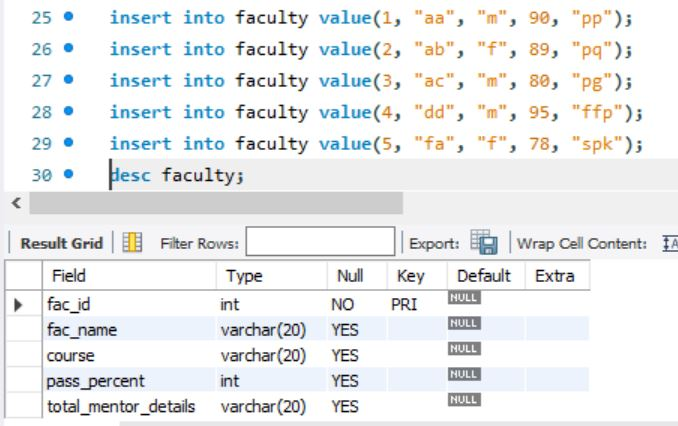 25 insert into faculty value(1, "aa", "m", 90, "pp");
26 insert into faculty value(2, "ab", "f", 89, "pq");
27 insert into faculty value(3, "ac", "m", 80, "pg");
28 insert into faculty value(4, "dd", "m", 95, "ffp");
29 insert into faculty value(5, "fa", "f", 78, "spk");
30 desc faculty;
Result Grid Filter Rows: Export: Wrap Cell Content: IA
Field Type Null Key Default Extra
fac_id int NO PRI NULL
fac_name varchar(20) YES NULL
course varchar(20) YES NULL
pass_percent int YES NULL
total_mentor_details varchar(20) YES NULL